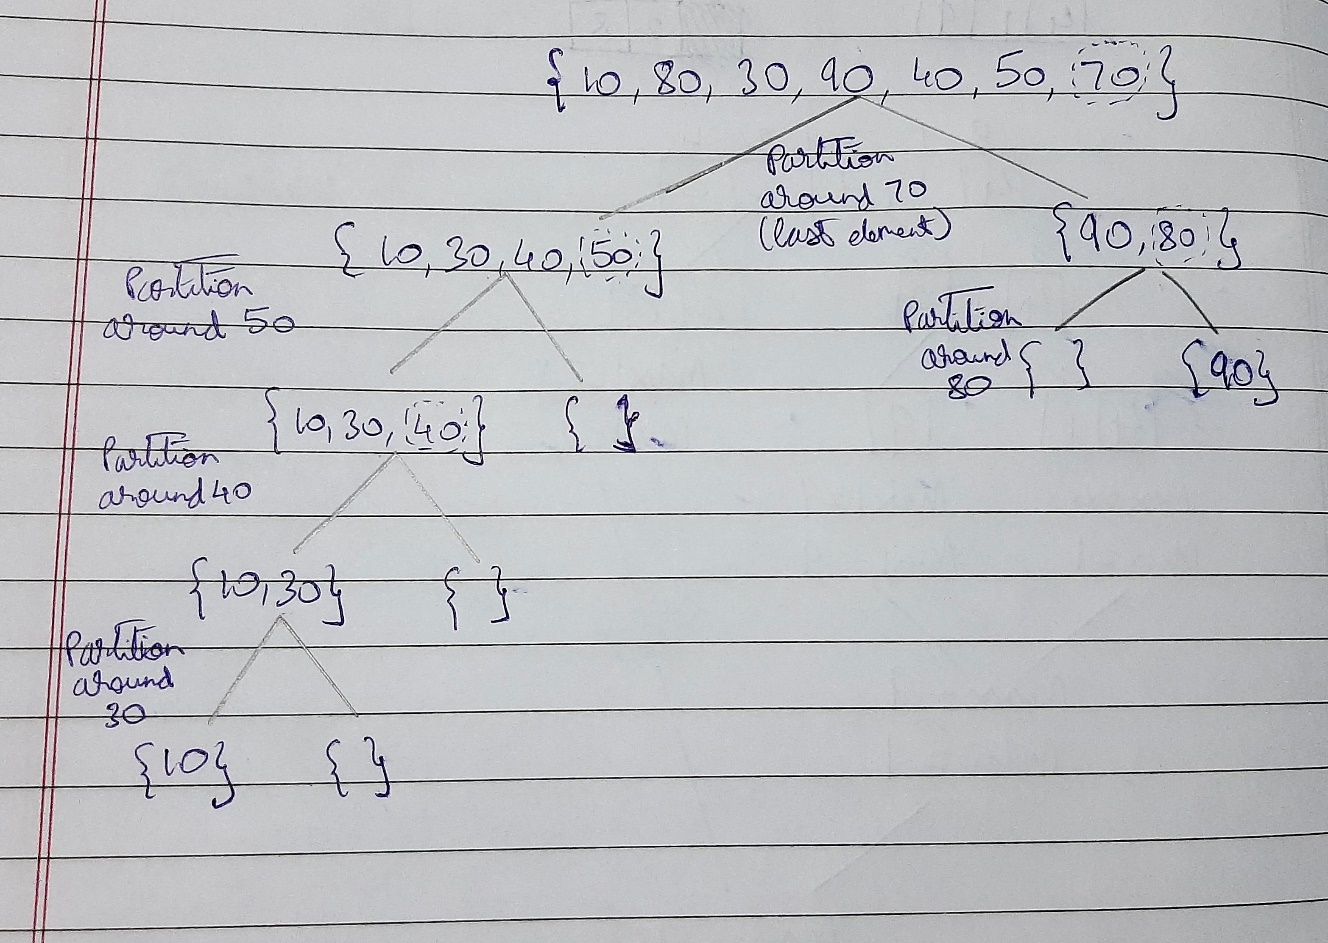 { 10, 80, 30, 90, 40, 50, 70 }
Partition
around 70
(last element)
{ 10, 30, 40, 50 }
{ 90, 80 }
Partition
around 50
Partition
around
80
{ }
{90}
{ 10, 30, 40 }
{ }
Partition
around 40
{ 10, 30 }
{ }
Partition
around
30
{10}
{ }